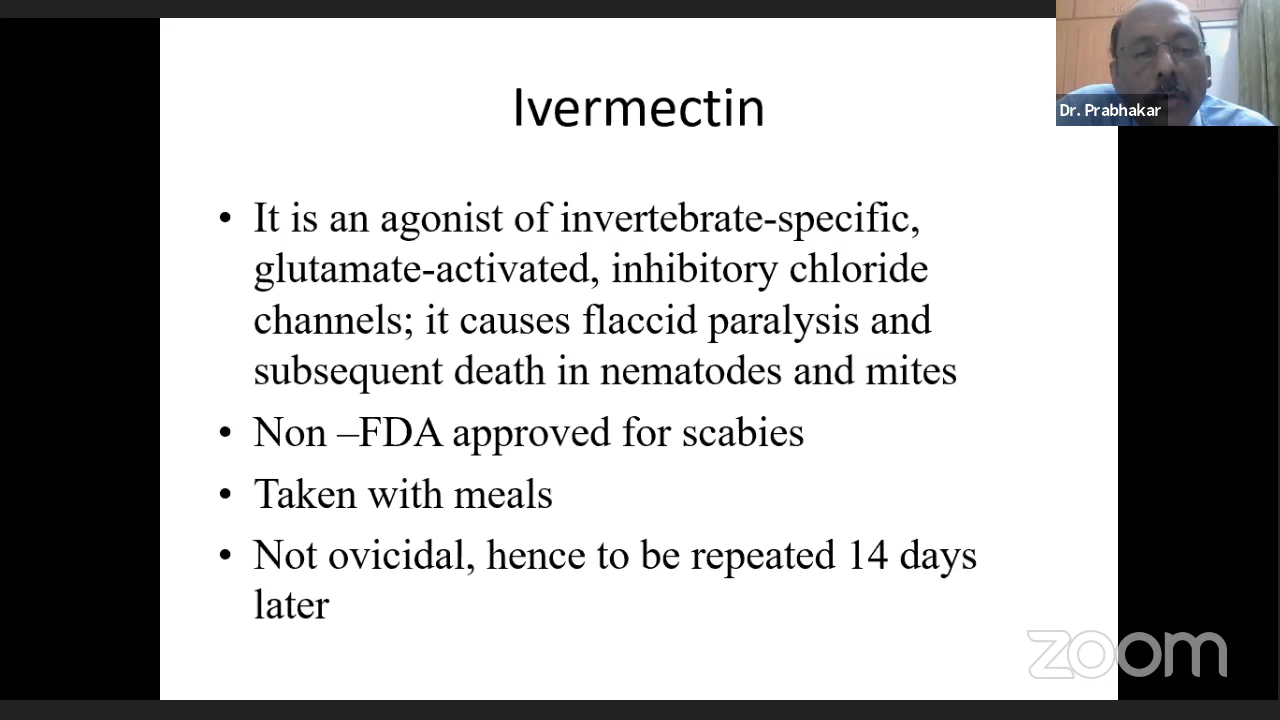 Ivermectin
Dr. Prabhakar
• It is an agonist of invertebrate-specific,
glutamate-activated, inhibitory chloride
channels; it causes flaccid paralysis and
subsequent death in nematodes and mites
• Non –FDA approved for scabies
• Taken with meals
• Not ovicidal, hence to be repeated 14 days
later
zoom